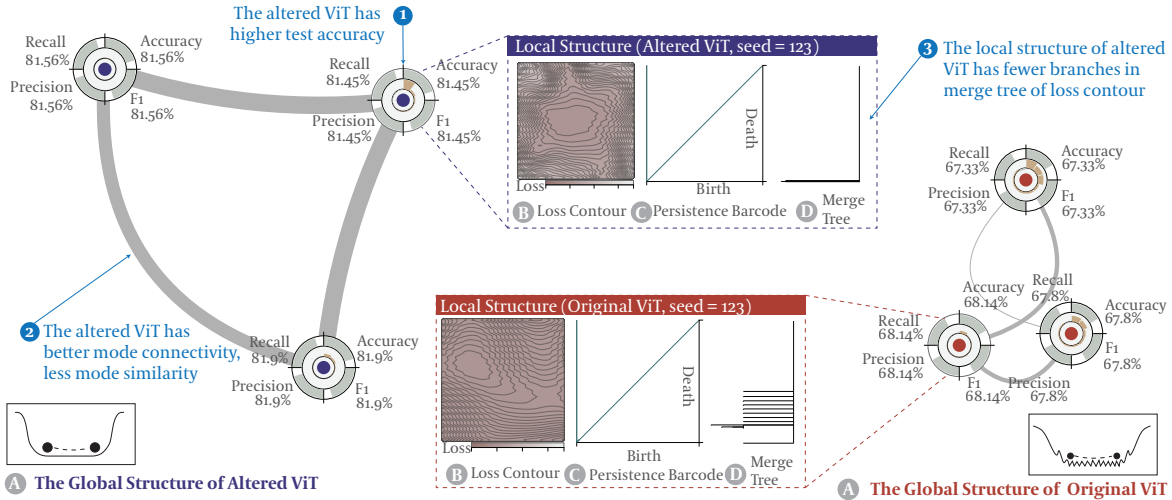 The altered ViT has
higher test accuracy
1
Recall
81.56%
Accuracy
81.56%
Precision
81.56%
F1
81.56%
Recall
81.45%
Accuracy
81.45%
Precision
81.45%
F1
81.45%
Local Structure (Altered ViT, seed = 123)
Loss
Birth
Death
B Loss Contour
C Persistence Barcode
D Merge
Tree
3 The local structure of altered
ViT has fewer branches in
merge tree of loss contour
Recall
67.33%
Accuracy
67.33%
Precision
67.33%
F1
67.33%
2 The altered ViT has
better mode connectivity,
less mode similarity
Recall
81.9%
Accuracy
81.9%
Precision
81.9%
F1
81.9%
Local Structure (Original ViT, seed = 123)
Loss
Birth
Death
B Loss Contour
C Persistence Barcode
D Merge
Tree
Accuracy
68.14%
Recall
68.14%
Precision
68.14%
F1
68.14%
Recall
67.8%
Accuracy
67.8%
F1
67.8%
Precision
67.8%
A The Global Structure of Altered ViT
A The Global Structure of Original ViT